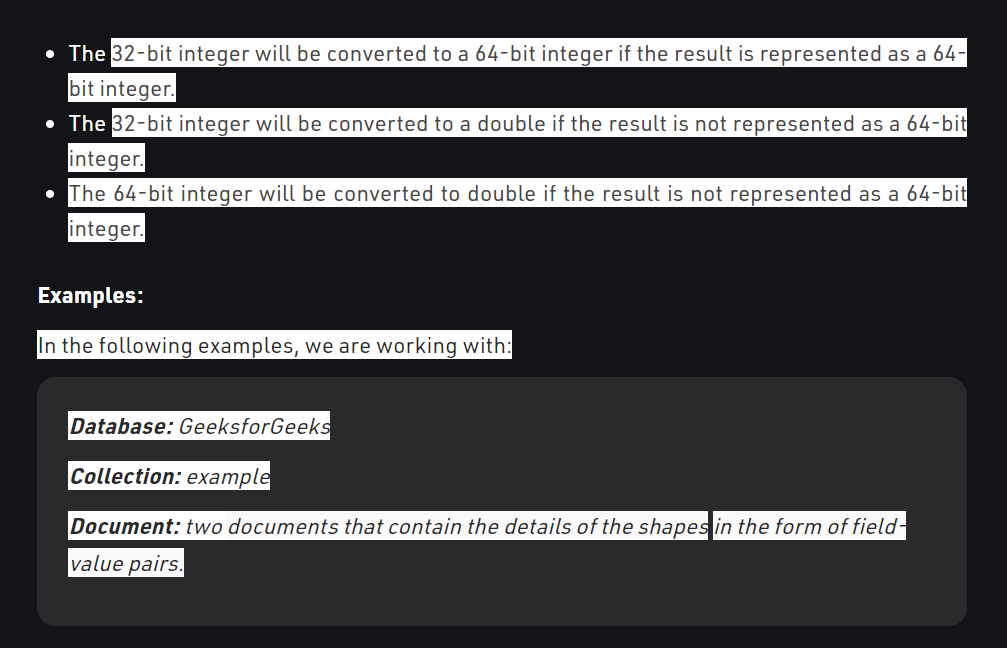 The 32-bit integer will be converted to a 64-bit integer if the result is represented as a 64-
bit integer.
The 32-bit integer will be converted to a double if the result is not represented as a 64-bit
integer.
The 64-bit integer will be converted to double if the result is not represented as a 64-bit
integer.
Examples:
In the following examples, we are working with:
Database: GeeksforGeeks
Collection: example
Document: two documents that contain the details of the shapes in the form of field-
value pairs.